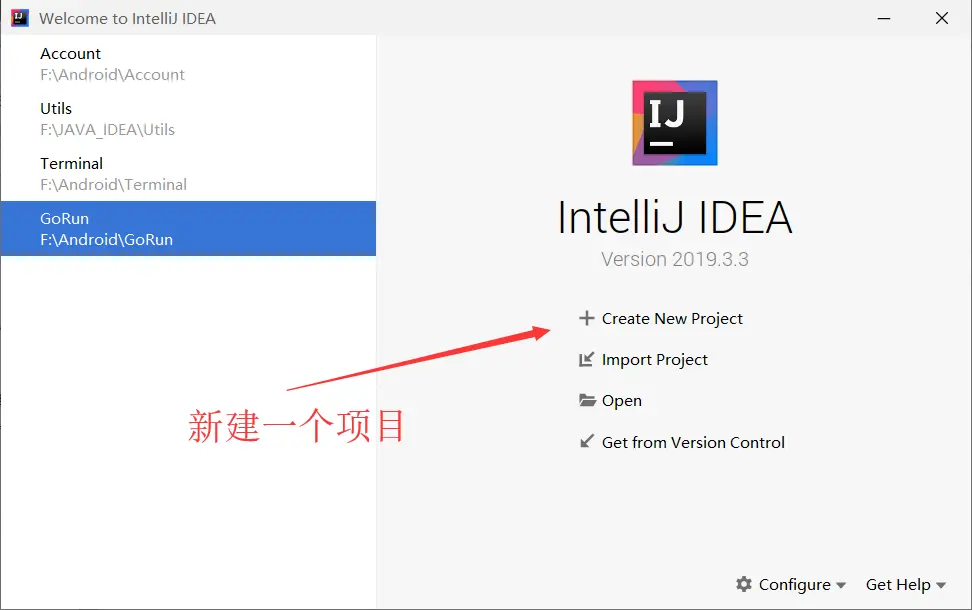 Welcome to IntelliJ IDEA
Account
F:\Android\Account
Utils
F:\JAVA_IDEA\Utils
Terminal
F:\Android\Terminal
GoRun
F:\Android\GoRun
IJ
IntelliJ IDEA
Version 2019.3.3
Create New Project
Import Project
Open
Get from Version Control
新建一个项目
Configure
Get Help